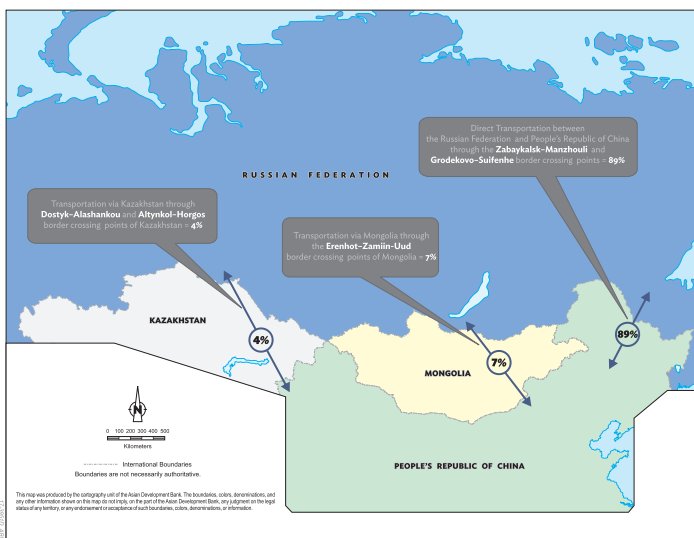 Direct Transportation between
the Russian Federation and People's Republic of China
through the Zabaykalsk–Manzhouli and
Grodekovo–Suifenhe border crossing points = 89%
RUSSIAN FEDERATION
Transportation via Kazakhstan through
Dostyk–Alashankou and Altynkol–Horgos
border crossing points of Kazakhstan = 4%
Transportation via Mongolia through
the Erenhot–Zamiin-Uud
border crossing points of Mongolia = 7%
KAZAKHSTAN
4%
7%
89%
MONGOLIA
N
0 100 200 300 400 500
Kilometers
International Boundaries
Boundaries are not necessarily authoritative.
PEOPLE'S REPUBLIC OF CHINA
This map was produced by the cartography unit of the Asian Development Bank. The boundaries, colors, denominations, and
any other information shown on this map do not imply, on the part of the Asian Development Bank, any judgment on the legal
status of any territory, or any endorsement or acceptance of such boundaries, colors, denominations, or information.